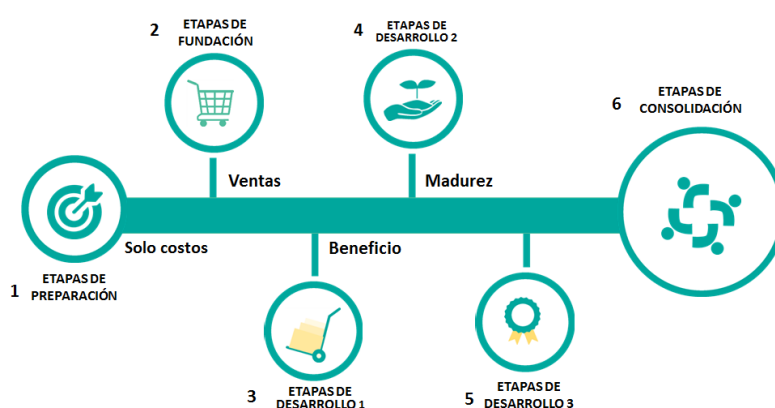 1
ETAPAS DE
PREPARACIÓN
Solo costos
2
ETAPAS DE
FUNDACIÓN
Ventas
3
ETAPAS DE
DESARROLLO 1
Beneficio
4
ETAPAS DE
DESARROLLO 2
Madurez
5
ETAPAS DE
DESARROLLO 3
6
ETAPAS DE
CONSOLIDACIÓN